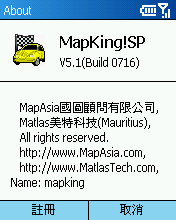 About
MapKing!SP
V5.1(Build 0716)
MapAsia國圖顧問有限公司,
Matlas美特科技(Mauritius),
All rights reserved.
http://www.MapAsia.com,
http://www.MatlasTech.com,
Name: mapking
註冊 取消